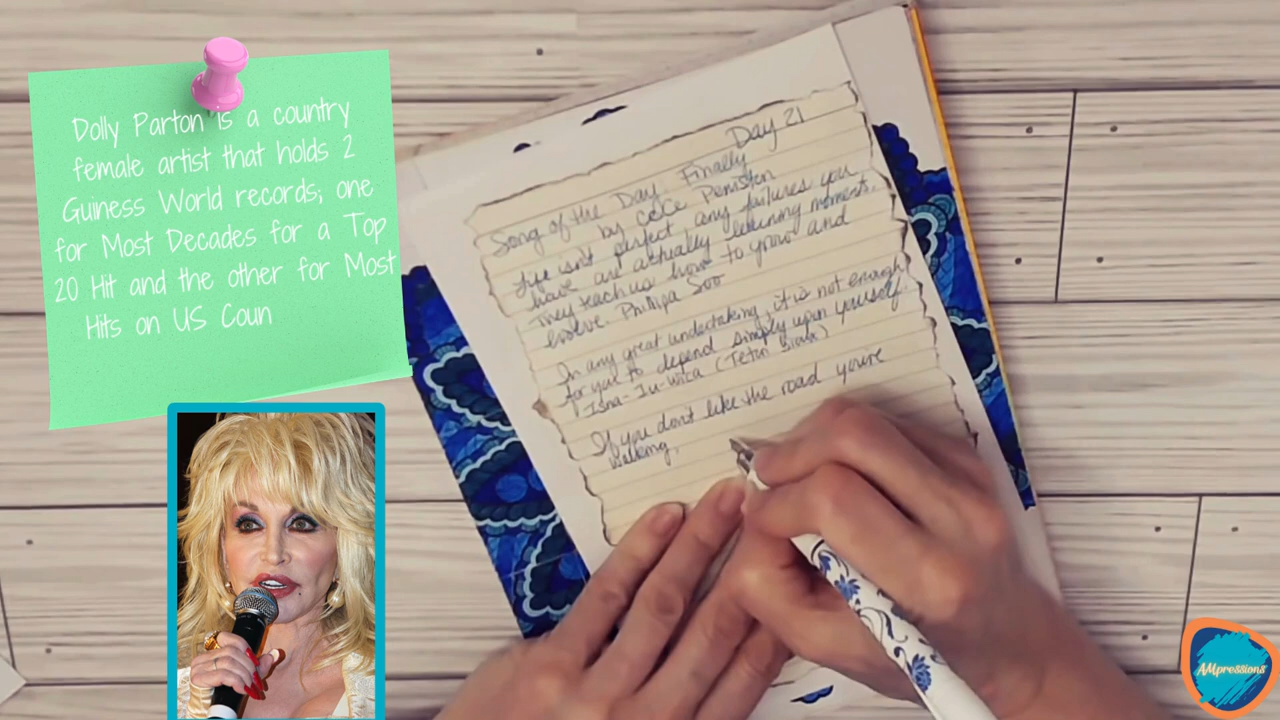 Dolly Parton is a country
female artist that holds 2
Guiness World records; one
for Most Decades for a Top
20 Hit and the other for Most
Hits on US Coun
Day 21
Song of the Day. Finally
by CeCe Peniston
Life isn't perfect, any failures you
have are actually learning moments.
They teach us how to grow and
evolve. Phillipa Soo
In any great undertaking, it is not enough
for you to depend simply upon yourself.
(Teton
If you don't like the road you're
walking,
AMpressions